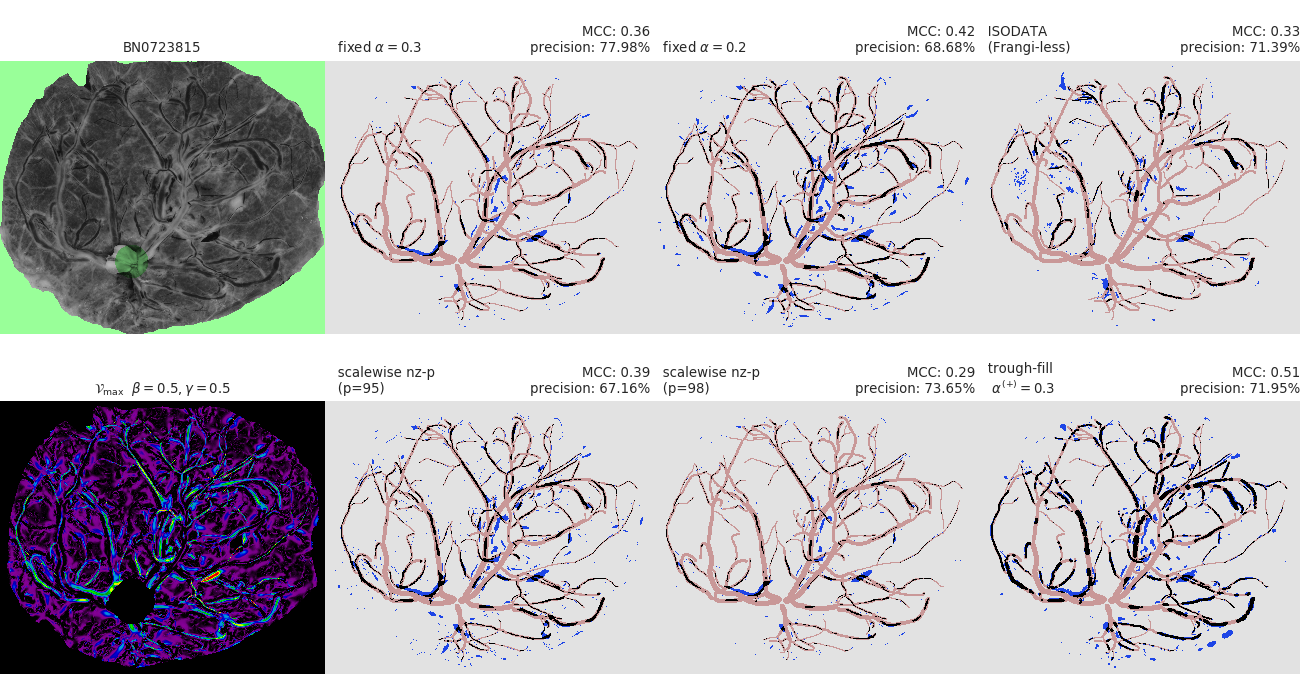 BN0723815
fixed α = 0.3
MCC: 0.36
precision: 77.98%
fixed α = 0.2
MCC: 0.42
precision: 68.68%
ISODATA
(Frangi-less)
MCC: 0.33
precision: 71.39%
𝒱max β = 0.5, γ = 0.5
scalewise nz-p
(p=95)
MCC: 0.39
precision: 67.16%
scalewise nz-p
(p=98)
MCC: 0.29
precision: 73.65%
trough-fill
α(+) = 0.3
MCC: 0.51
precision: 71.95%